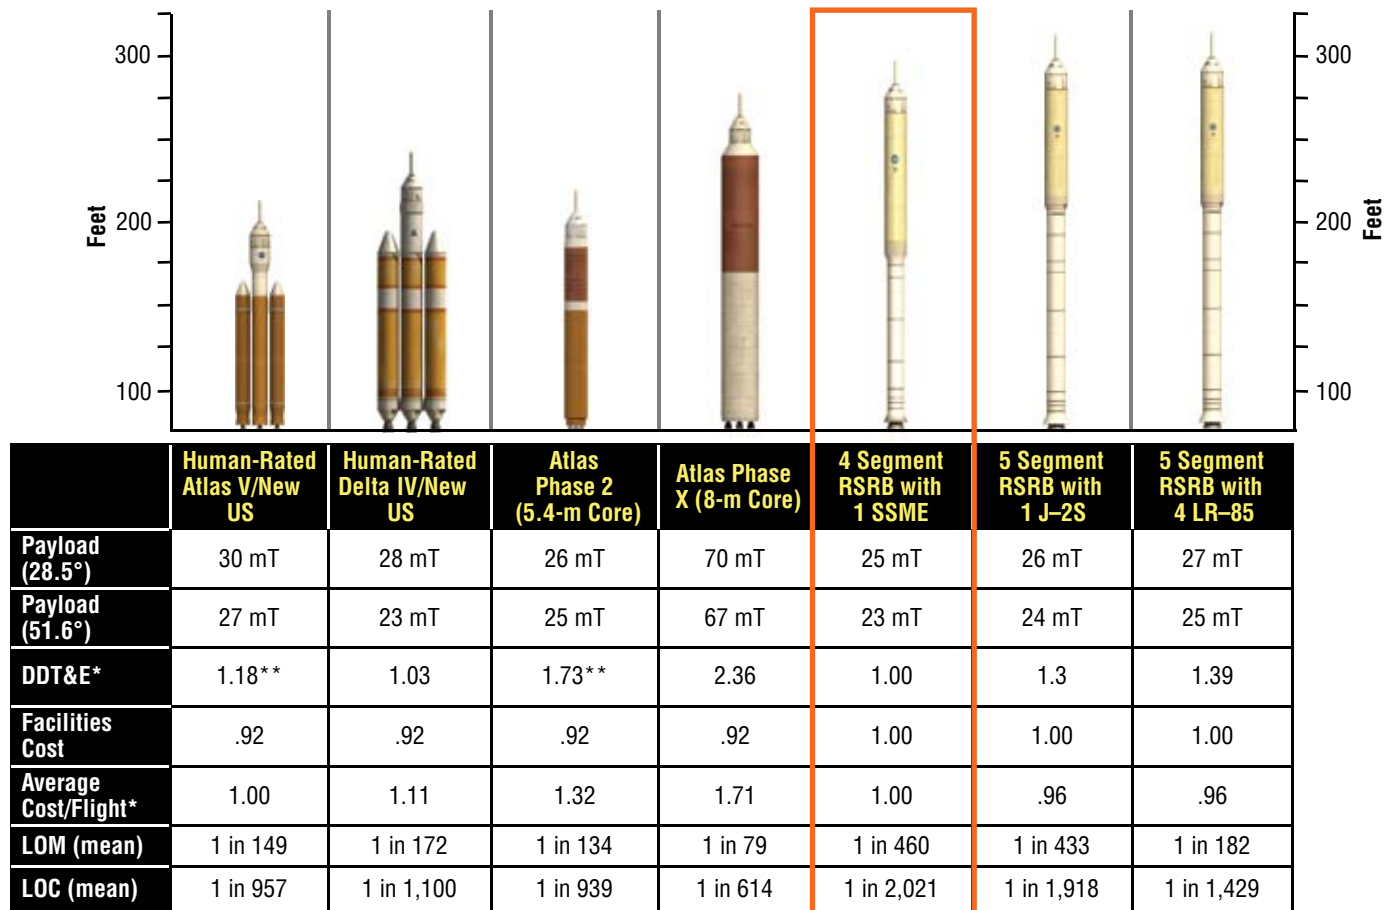 300
200
100
Feet
300
200
100
Feet
Human-Rated
Atlas V/New
US
Human-Rated
Delta IV/New
US
Atlas
Phase 2
(5.4-m Core)
Atlas Phase
X (8-m Core)
4 Segment
RSRB with
1 SSME
5 Segment
RSRB with
1 J–2S
5 Segment
RSRB with
4 LR–85
Payload
(28.5°)
30 mT
28 mT
26 mT
70 mT
25 mT
26 mT
27 mT
Payload
(51.6°)
27 mT
23 mT
25 mT
67 mT
23 mT
24 mT
25 mT
DDT&E*
1.18**
1.03
1.73**
2.36
1.00
1.3
1.39
Facilities
Cost
.92
.92
.92
.92
1.00
1.00
1.00
Average
Cost/Flight*
1.00
1.11
1.32
1.71
1.00
.96
.96
LOM (mean)
1 in 149
1 in 172
1 in 134
1 in 79
1 in 460
1 in 433
1 in 182
LOC (mean)
1 in 957
1 in 1,100
1 in 939
1 in 614
1 in 2,021
1 in 1,918
1 in 1,429